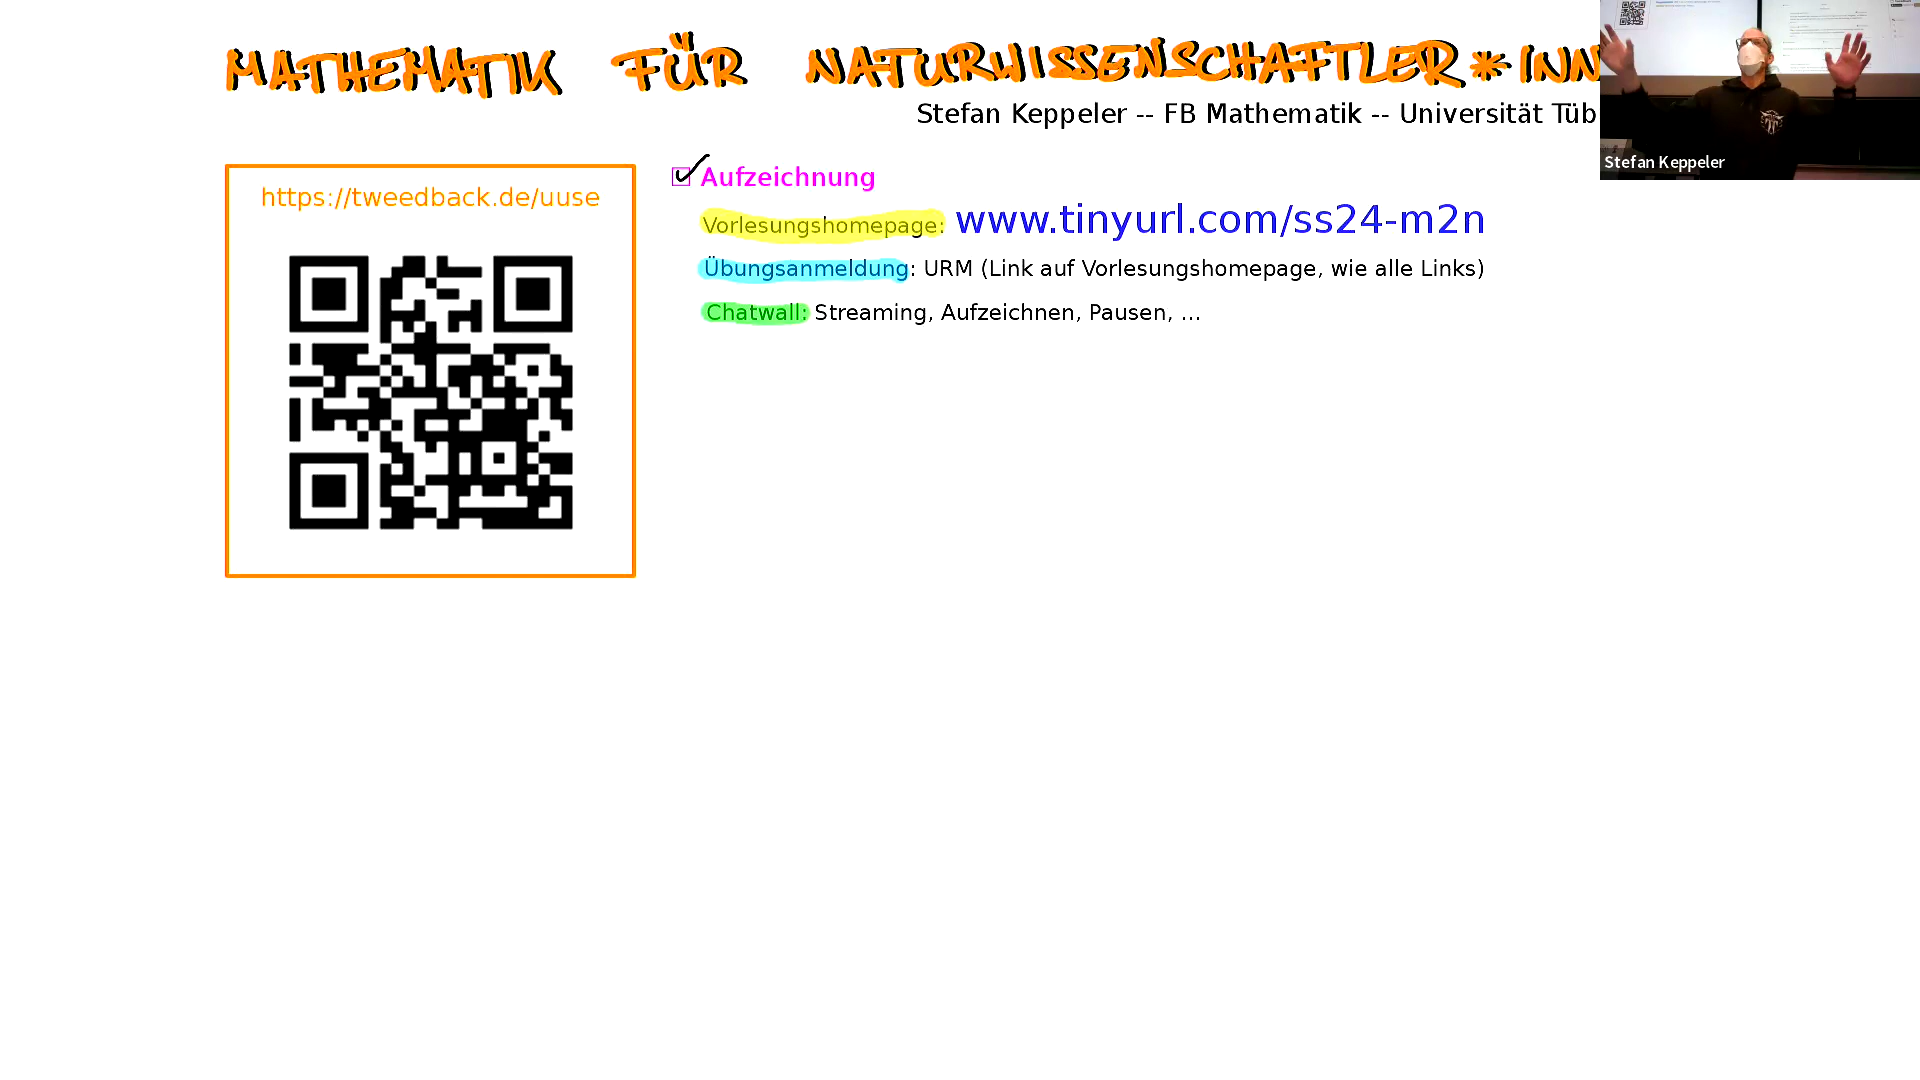 MATHEMATIK FÜR NATURWISSENSCHAFTLER*INN
Stefan Keppeler -- FB Mathematik -- Universität Tüb
Stefan Keppeler
https://tweedback.de/uuse
Aufzeichnung
Vorlesungshomepage: www.tinyurl.com/ss24-m2n
Übungsanmeldung: URM (Link auf Vorlesungshomepage, wie alle Links)
Chatwall: Streaming, Aufzeichnen, Pausen, ...